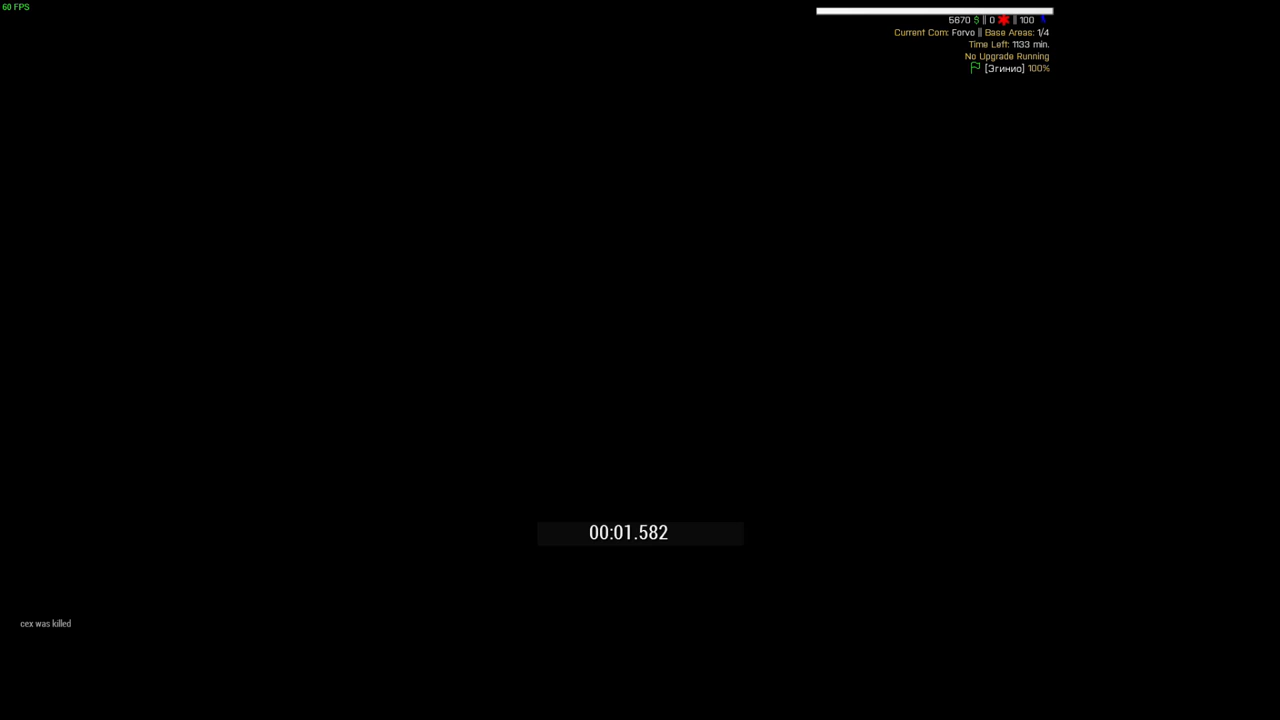 60 FPS
5670 $ || 0 || 100
Current Com: Forvo || Base Areas: 1/4
Time Left: 1133 min.
No Upgrade Running
[Згинио] 100%
00:01.582
cex was killed